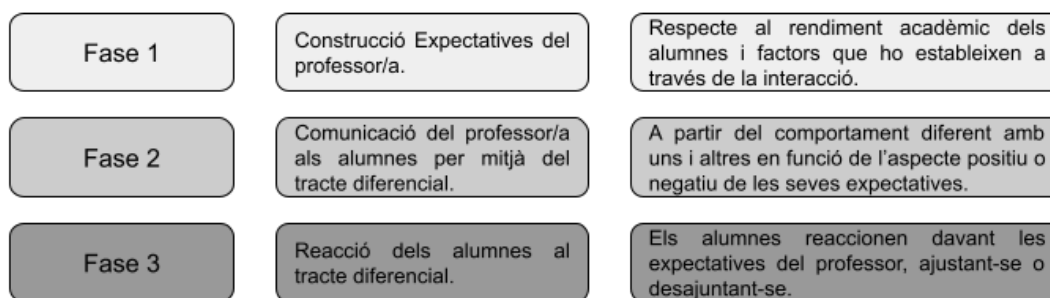 Fase 1
Construcció Expectatives del
professor/a.
Respecte al rendiment acadèmic dels
alumnes i factors que ho estableixen a
través de la interacció.
Fase 2
Comunicació del professor/a
als alumnes per mitjà del
tracte diferencial.
A partir del comportament diferent amb
uns i altres en funció de l’aspecte positiu o
negatiu de les seves expectatives.
Fase 3
Reacció dels alumnes al
tracte diferencial.
Els alumnes reaccionen davant les
expectatives del professor, ajustant-se o
desajuntant-se.